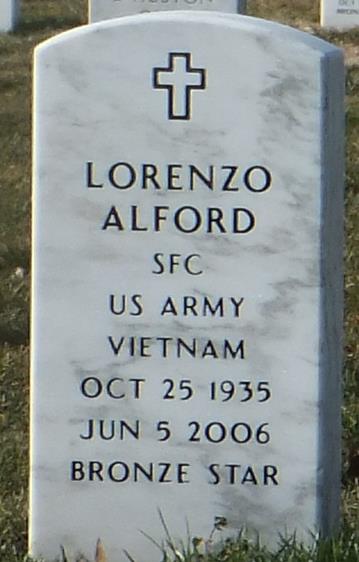 LORENZO
ALFORD
SFC
US ARMY
VIETNAM
OCT 25 1935
JUN 5 2006
BRONZE STAR